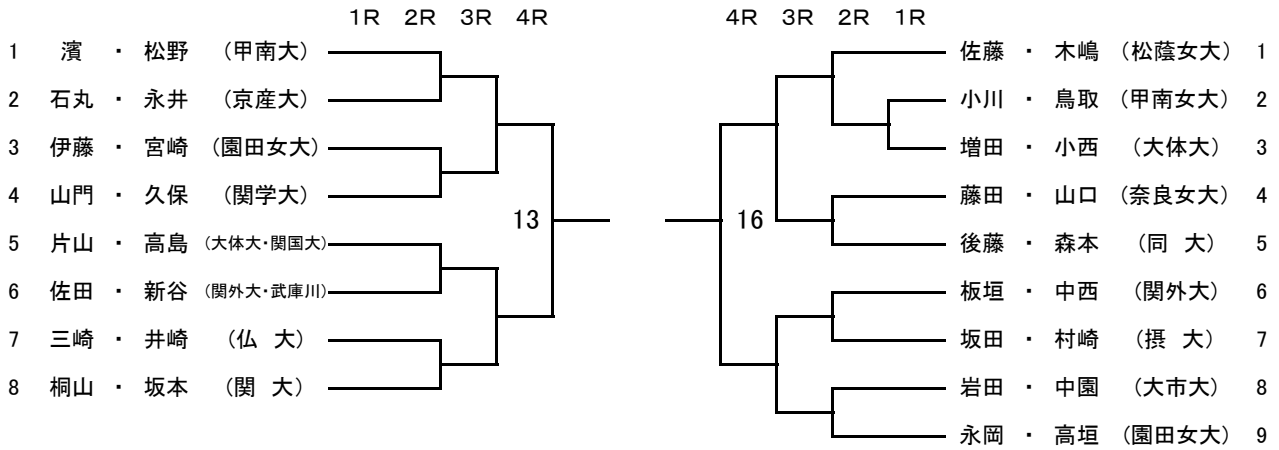 1R 2R 3R 4R
1 濱 ・ 松野 (甲南大)
2 石丸 ・ 永井 (京産大)
3 伊藤 ・ 宮崎 (園田女大)
4 山門 ・ 久保 (関学大)
13
5 片山 ・ 高島 (大体大・関国大)
6 佐田 ・ 新谷 (関外大・武庫川)
7 三崎 ・ 井崎 (仏 大)
8 桐山 ・ 坂本 (関 大)
4R 3R 2R 1R
佐藤 ・ 木嶋 (松蔭女大) 1
小川 ・ 鳥取 (甲南女大) 2
増田 ・ 小西 (大体大) 3
藤田 ・ 山口 (奈良女大) 4
16
後藤 ・ 森本 (同 大) 5
板垣 ・ 中西 (関外大) 6
坂田 ・ 村崎 (摂 大) 7
岩田 ・ 中園 (大市大) 8
永岡 ・ 高垣 (園田女大) 9